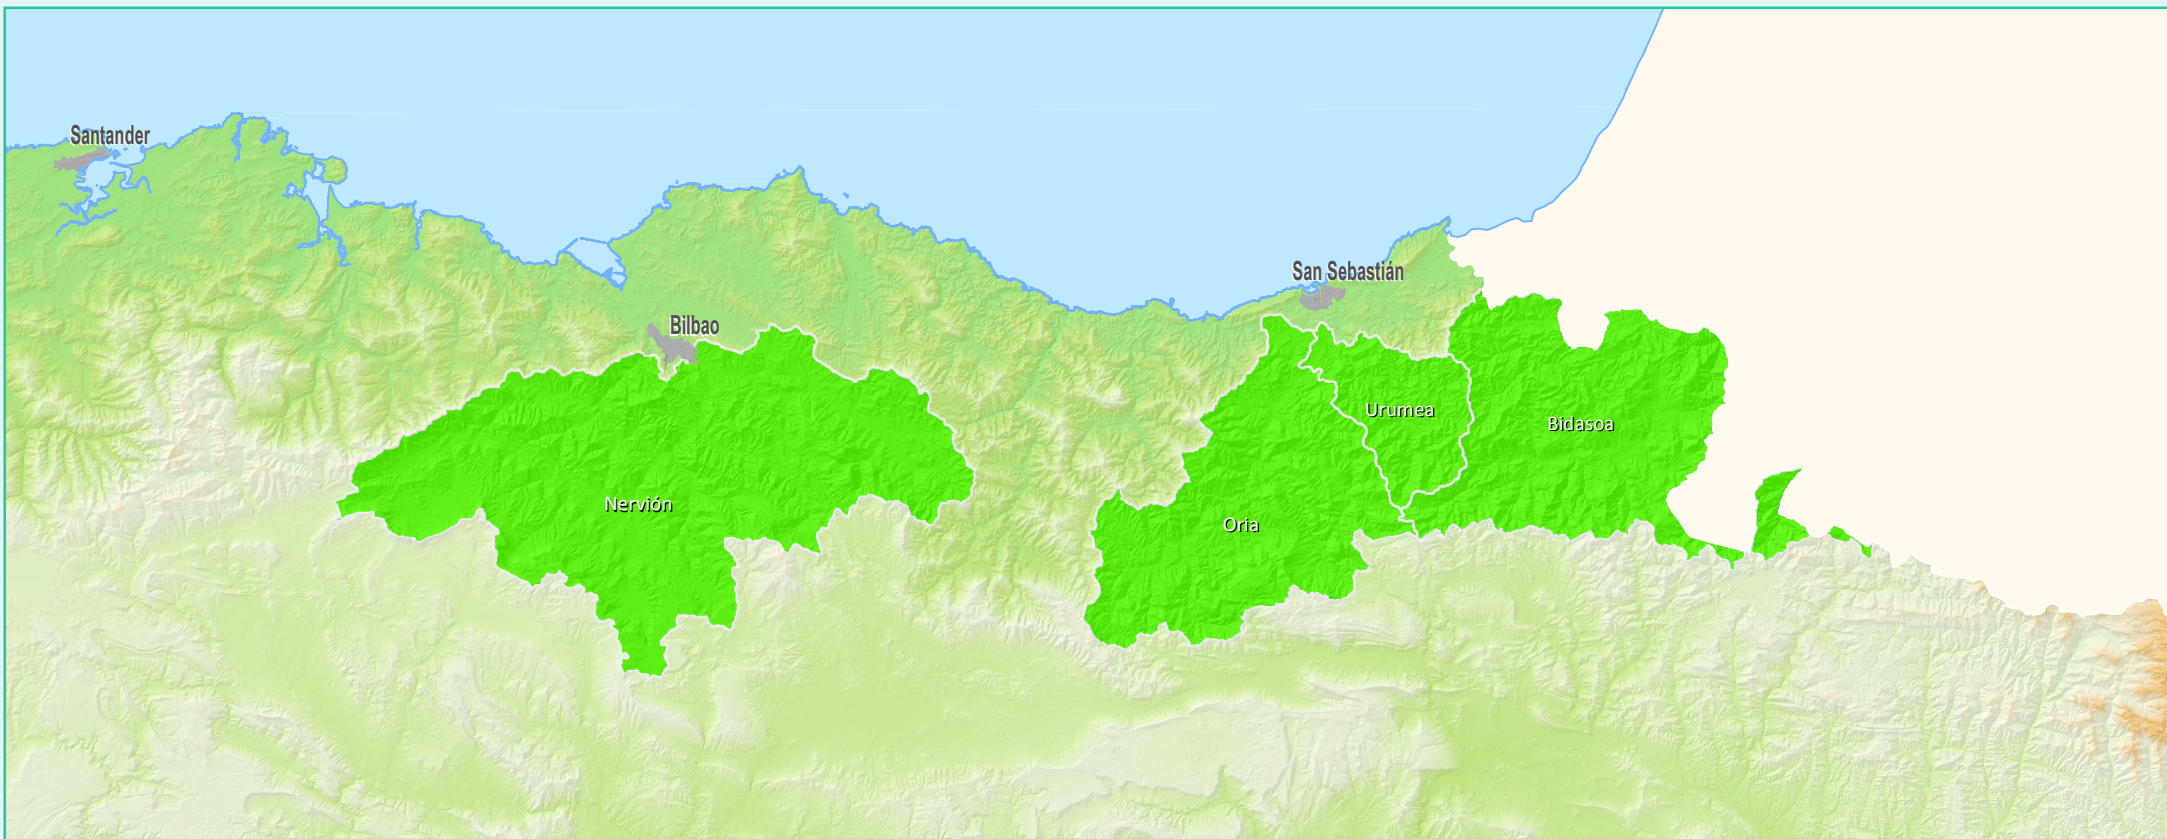 Santander
San Sebastián
Bilbao
Urumea
Bidasoa
Nervión
Oria